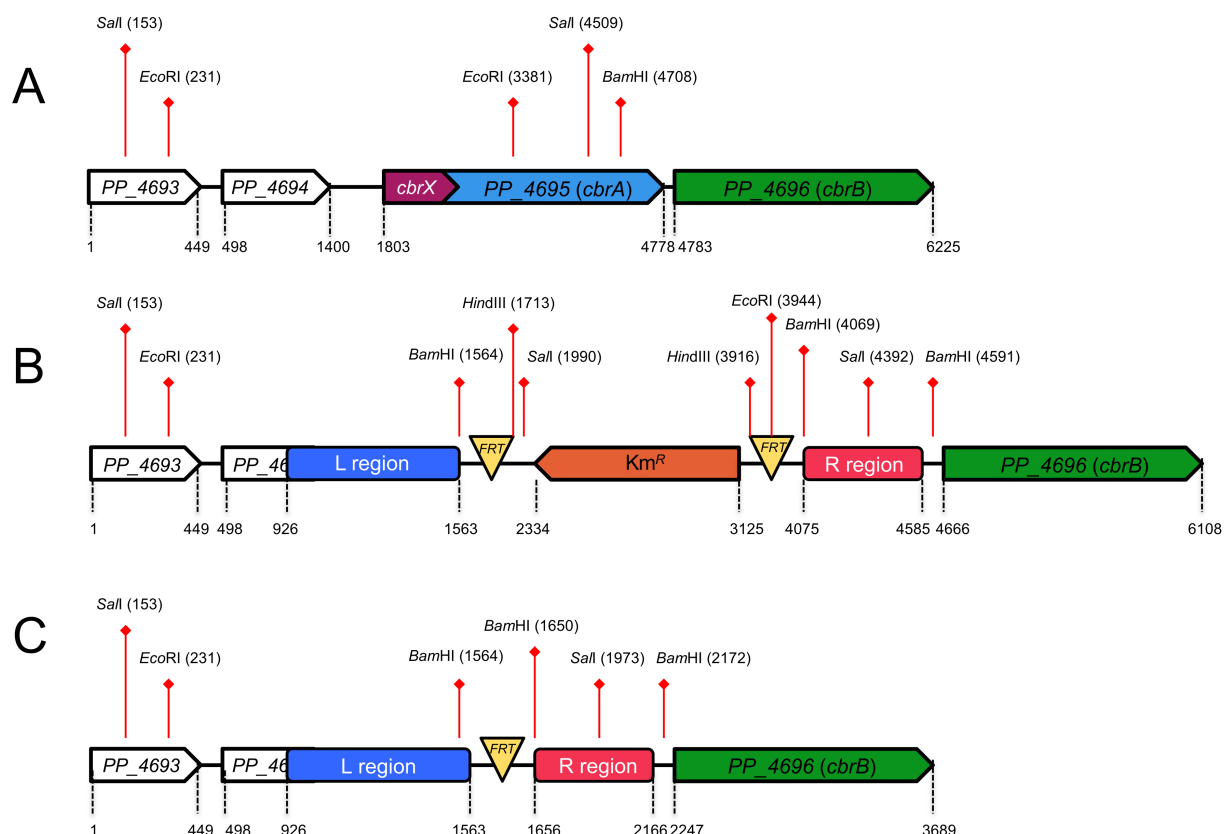 A
SalI (153)
SalI (4509)
EcoRI (231)
EcoRI (3381)
BamHI (4708)
PP_4693
PP_4694
cbrX
PP_4695 (cbrA)
PP_4696 (cbrB)
1
449
498
1400
1803
4778
4783
6225
B
SalI (153)
HindIII (1713)
EcoRI (3944)
BamHI (4069)
EcoRI (231)
BamHI (1564)
SalI (1990)
HindIII (3916)
SalI (4392)
BamHI (4591)
FRT
FRT
PP_4693
PP_46
L region
KmR
R region
PP_4696 (cbrB)
1
449
498
926
1563
2334
3125
4075
4585
4666
6108
C
SalI (153)
BamHI (1650)
EcoRI (231)
BamHI (1564)
SalI (1973)
BamHI (2172)
FRT
PP_4693
PP_46
L region
R region
PP_4696 (cbrB)
1
449
498
926
1563
1656
2166
2247
3689